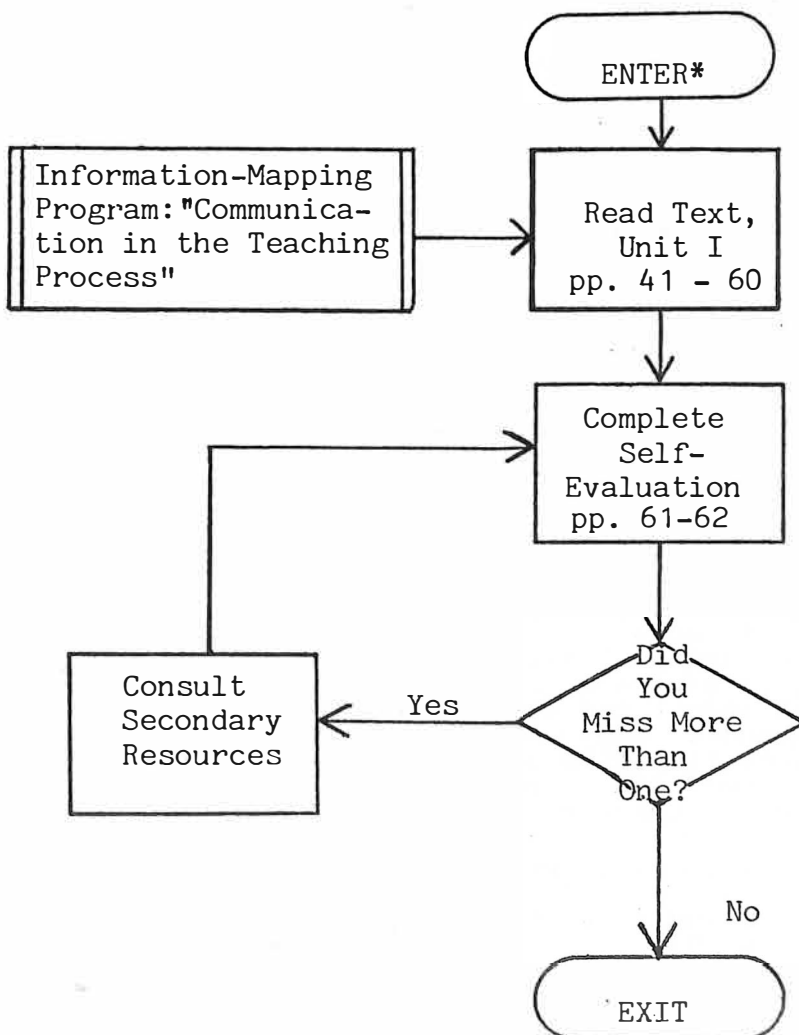 ENTER*
Information-Mapping
Program: "Communica-
tion in the Teaching
Process"
Read Text,
Unit I
pp. 41 - 60
Complete
Self-
Evaluation
pp. 61-62
Did
You
Miss More
Than
One?
Yes
Consult
Secondary
Resources
No
EXIT